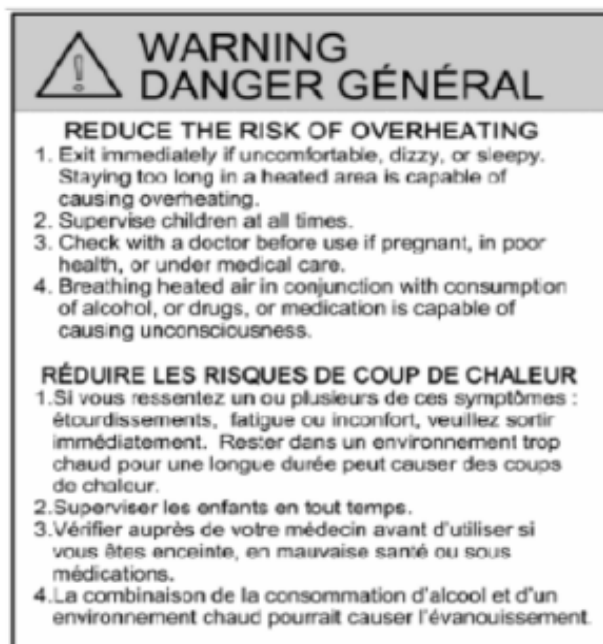 WARNING
DANGER GÉNÉRAL
REDUCE THE RISK OF OVERHEATING
1. Exit immediately if uncomfortable, dizzy, or sleepy.
Staying too long in a heated area is capable of
causing overheating.
2. Supervise children at all times.
3. Check with a doctor before use if pregnant, in poor
health, or under medical care.
4. Breathing heated air in conjunction with consumption
of alcohol, or drugs, or medication is capable of
causing unconsciousness.
RÉDUIRE LES RISQUES DE COUP DE CHALEUR
1.Si vous ressentez un ou plusieurs de ces symptômes :
étourdissements, fatigue ou inconfort, veuillez sortir
immédiatement. Rester dans un environnement trop
chaud pour une longue durée peut causer des coups
de chaleur.
2.Superviser les enfants en tout temps.
3.Vérifier auprès de votre médecin avant d'utiliser si
vous êtes enceinte, en mauvaise santé ou sous
médications.
4.La combinaison de la consommation d'alcool et d'un
environnement chaud pourrait causer l'évanouissement.